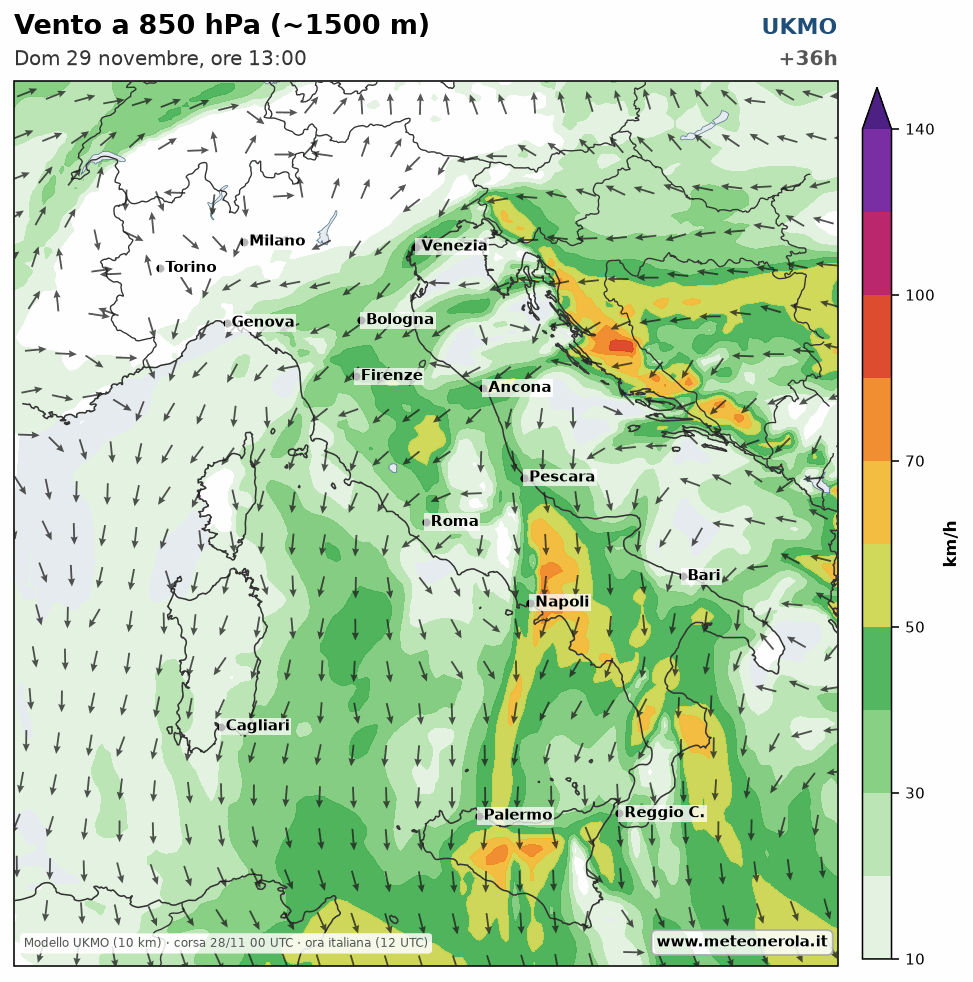 Vento a 850 hPa (~1500 m)
UKMO
Dom 29 novembre, ore 13:00
+36h
140
100
70
50
30
10
km/h
Milano
Venezia
Torino
Genova
Bologna
Firenze
Ancona
Pescara
Roma
Bari
Napoli
Cagliari
Palermo
Reggio C.
Modello UKMO (10 km) · corsa 28/11 00 UTC · ora italiana (12 UTC)
www.meteonerola.it